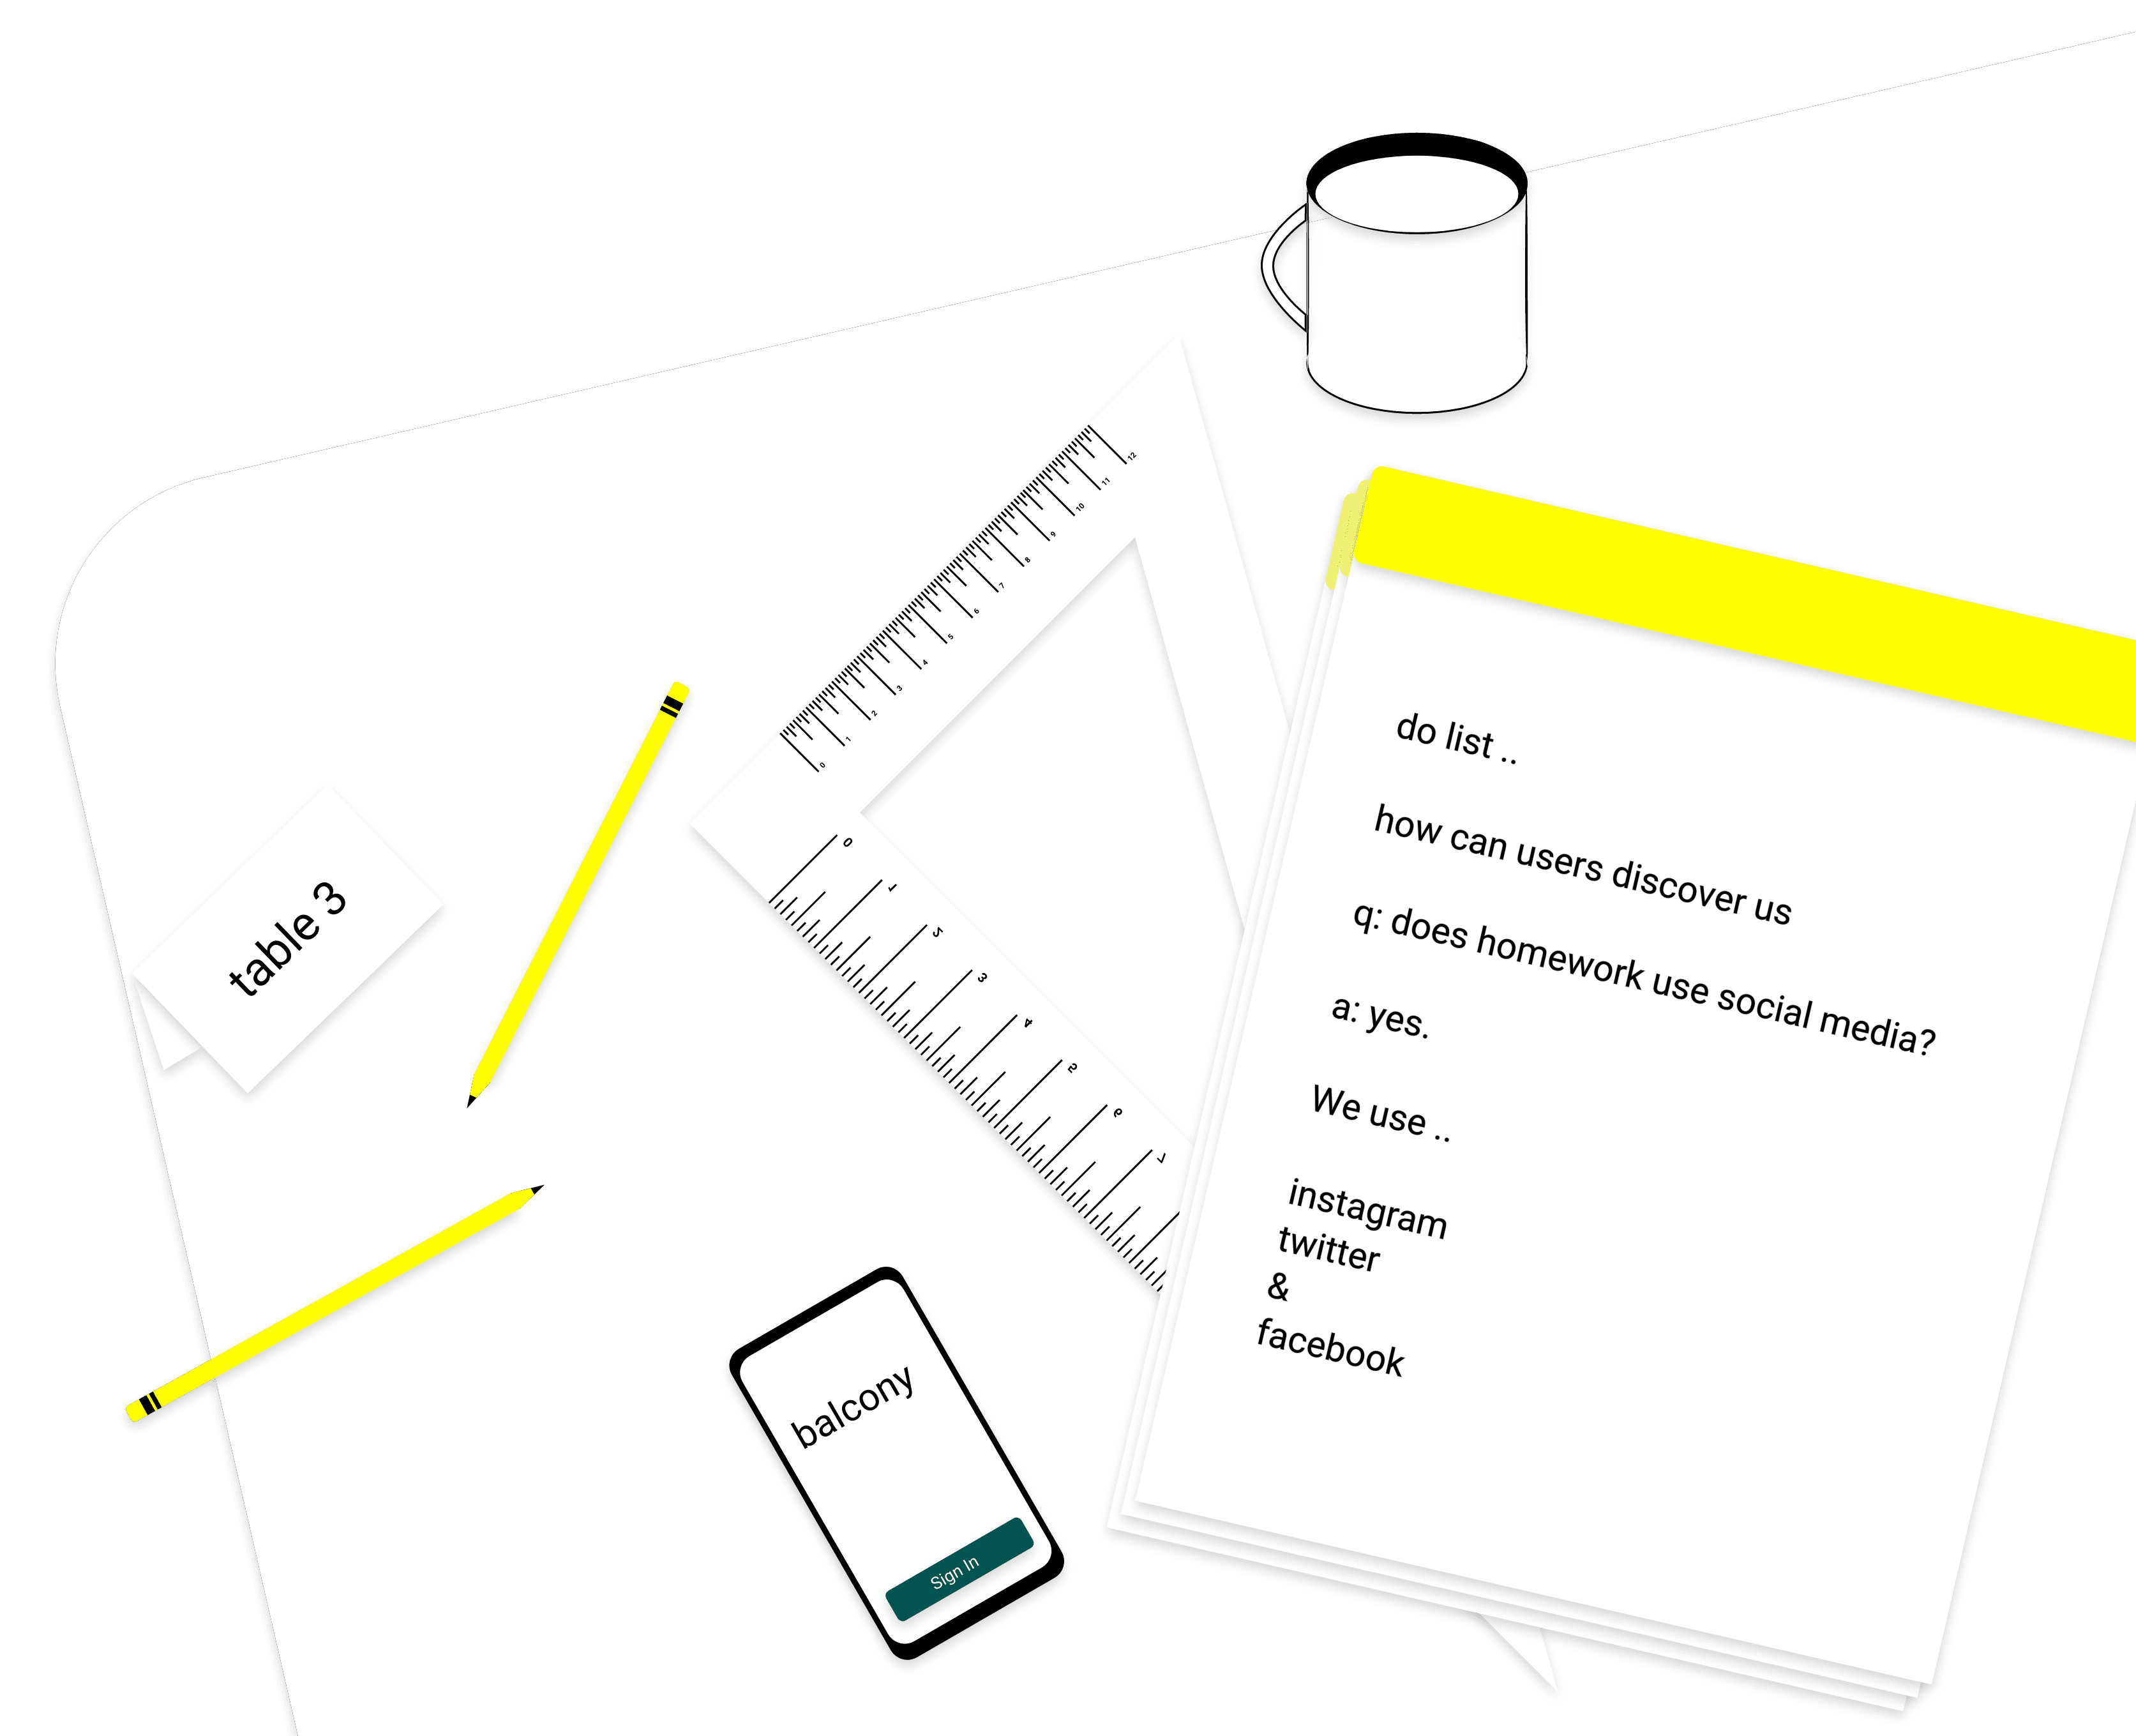 12
11
10
9
8
7
6
5
4
3
2
1
0
0
1
2
3
4
5
6
7
table 3
do list ..
how can users discover us
q: does homework use social media?
a: yes.
We use ..
instagram
twitter
&
facebook
balcony
Sign In